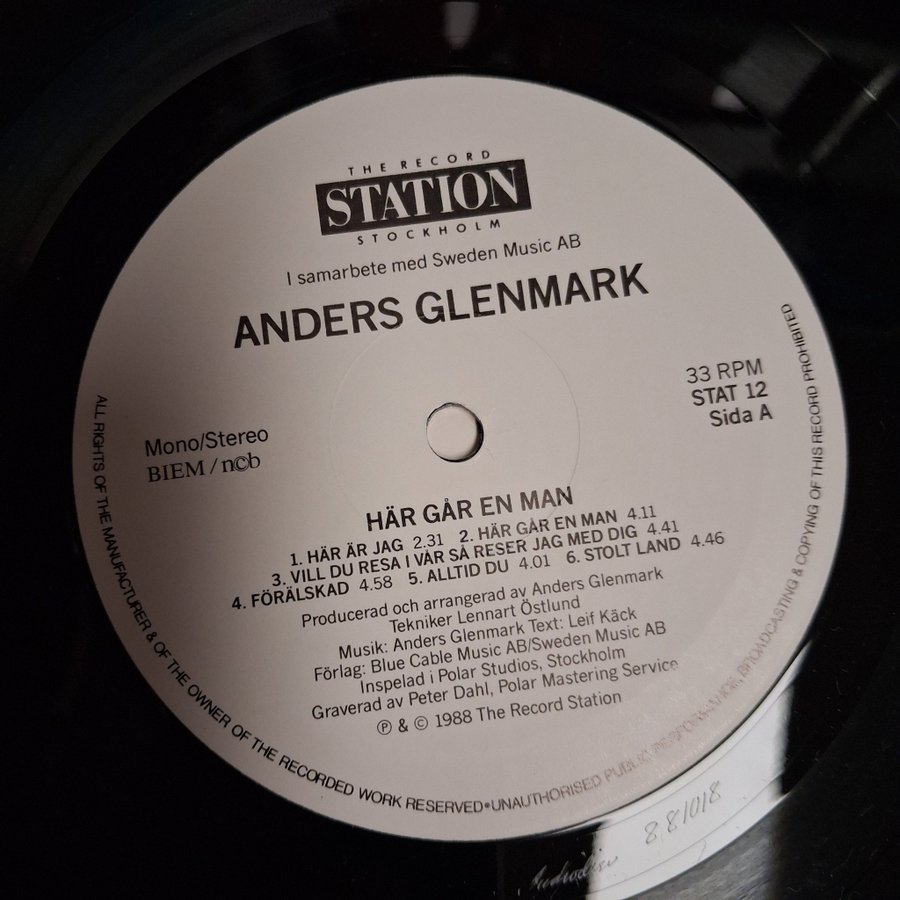 THE RECORD
STATION
STOCKHOLM
I samarbete med Sweden Music AB
ANDERS GLENMARK
33 RPM
STAT 12
Sida A
Mono/Stereo
BIEM / n©b
HÄR GÅR EN MAN
1. HÄR ÄR JAG 2.31 2. HÄR GÅR EN MAN 4.11
3. VILL DU RESA I VÅR SÅ RESER JAG MED DIG 4.41
4. FÖRÄLSKAD 4.58 5. ALLTID DU 4.01 6. STOLT LAND 4.46
Producerad och arrangerad av Anders Glenmark
Tekniker Lennart Östlund
Musik: Anders Glenmark Text: Leif Käck
Förlag: Blue Cable Music AB/Sweden Music AB
Inspelad i Polar Studios, Stockholm
Graverad av Peter Dahl, Polar Mastering Service
℗ & © 1988 The Record Station
ALL RIGHTS OF THE MANUFACTURER & OF THE OWNER OF THE RECORDED WORK RESERVED•UNAUTHORISED PUBLIC PERFORMANCE, BROADCASTING & COPYING OF THIS RECORD PROHIBITED
881018